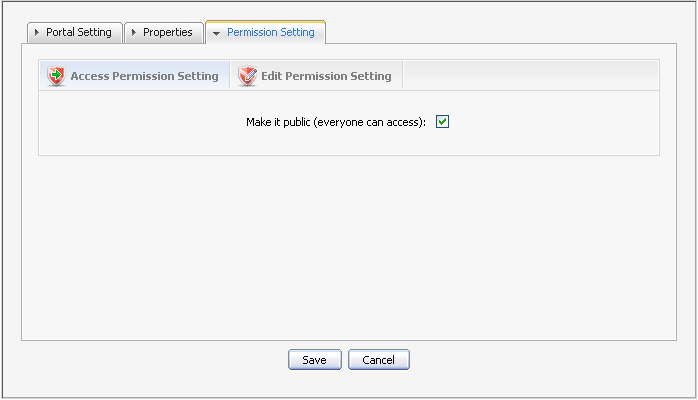 Portal Setting Properties Permission Setting
Access Permission Setting Edit Permission Setting
Make it public (everyone can access):
Save Cancel